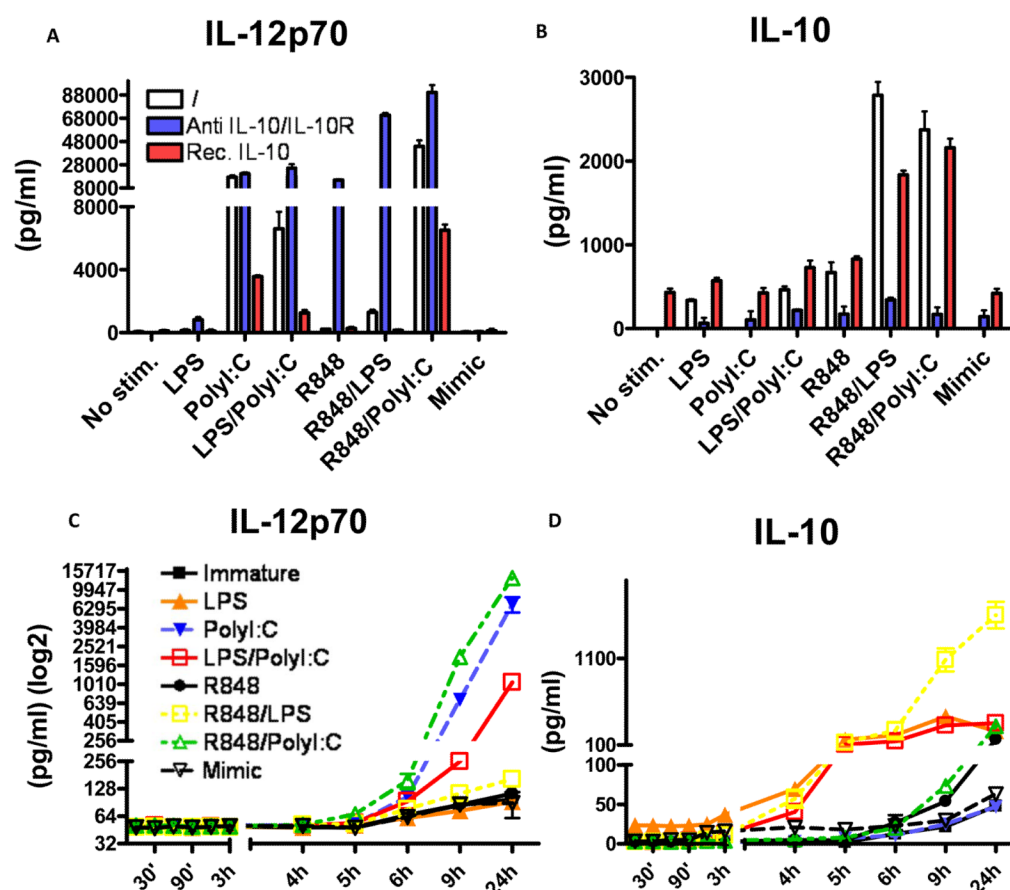 A
IL-12p70
(pg/ml)
88000
68000
48000
28000
8000
8000
4000
0
/
Anti IL-10/IL-10R
Rec. IL-10
No stim.
LPS
PolyI:C
LPS/PolyI:C
R848
R848/LPS
R848/PolyI:C
Mimic
B
IL-10
(pg/ml)
3000
2000
1000
0
No stim.
LPS
PolyI:C
LPS/PolyI:C
R848
R848/LPS
R848/PolyI:C
Mimic
C
IL-12p70
(pg/ml) (log2)
15717
9947
6295
3984
2521
1596
1010
639
405
256
256
128
64
32
Immature
LPS
PolyI:C
LPS/PolyI:C
R848
R848/LPS
R848/PolyI:C
Mimic
30'
90'
3h
4h
5h
6h
9h
24h
D
IL-10
(pg/ml)
1100
100
100
50
0
30'
90'
3h
4h
5h
6h
9h
24h